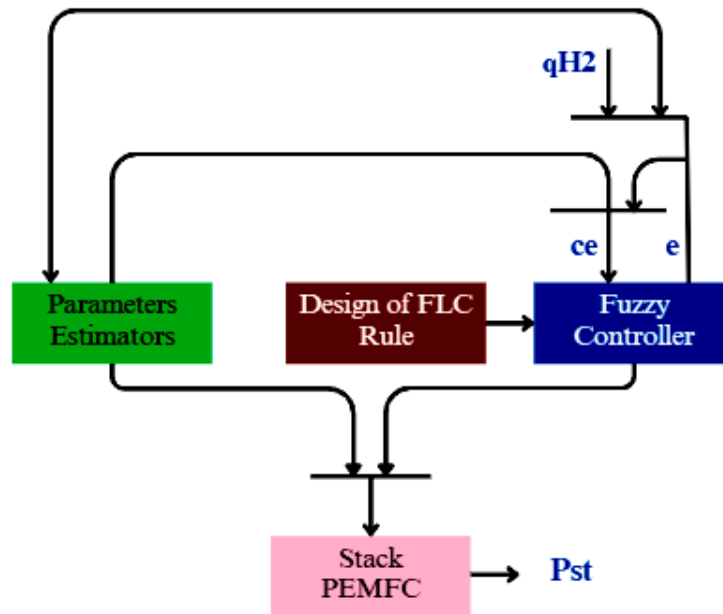 qH2
ce
e
Parameters
Estimators
Design of FLC
Rule
Fuzzy
Controller
Stack
PEMFC
Pst